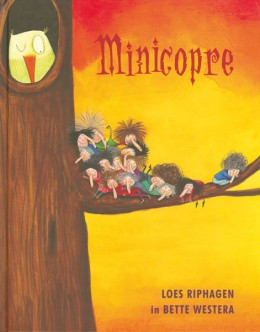 Minicopre
LOES RIPHAGEN
in BETTE WESTERA